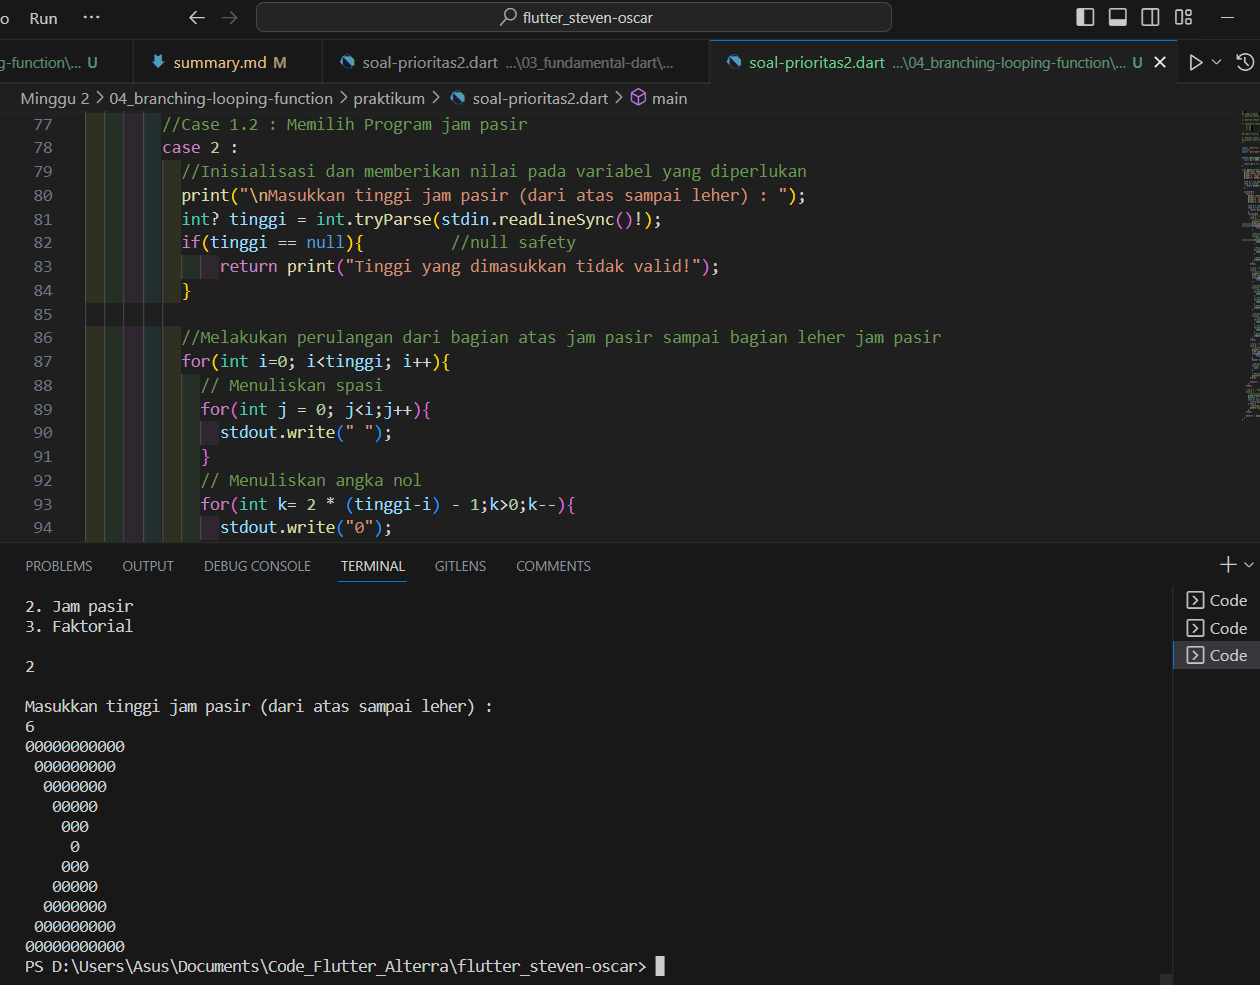 o Run ··· flutter_steven-oscar
g-function\... U summary.md M soal-prioritas2.dart ...\03_fundamental-dart\... soal-prioritas2.dart ...\04_branching-looping-function\... U
Minggu 2 > 04_branching-looping-function > praktikum > soal-prioritas2.dart > main
77 //Case 1.2 : Memilih Program jam pasir
78 case 2 :
79 //Inisialisasi dan memberikan nilai pada variabel yang diperlukan
80 print("\nMasukkan tinggi jam pasir (dari atas sampai leher) : ");
81 int? tinggi = int.tryParse(stdin.readLineSync()!);
82 if(tinggi == null){ //null safety
83 return print("Tinggi yang dimasukkan tidak valid!");
84 }
85
86 //Melakukan perulangan dari bagian atas jam pasir sampai bagian leher jam pasir
87 for(int i=0; i<tinggi; i++){
88 // Menuliskan spasi
89 for(int j = 0; j<i;j++){
90 stdout.write(" ");
91 }
92 // Menuliskan angka nol
93 for(int k= 2 * (tinggi-i) - 1;k>0;k--){
94 stdout.write("0");
PROBLEMS OUTPUT DEBUG CONSOLE TERMINAL GITLENS COMMENTS
2. Jam pasir
3. Faktorial
2
Masukkan tinggi jam pasir (dari atas sampai leher) :
6
00000000000
000000000
0000000
00000
000
0
000
00000
0000000
000000000
00000000000
PS D:\Users\Asus\Documents\Code_Flutter_Alterra\flutter_steven-oscar>
Code
Code
Code